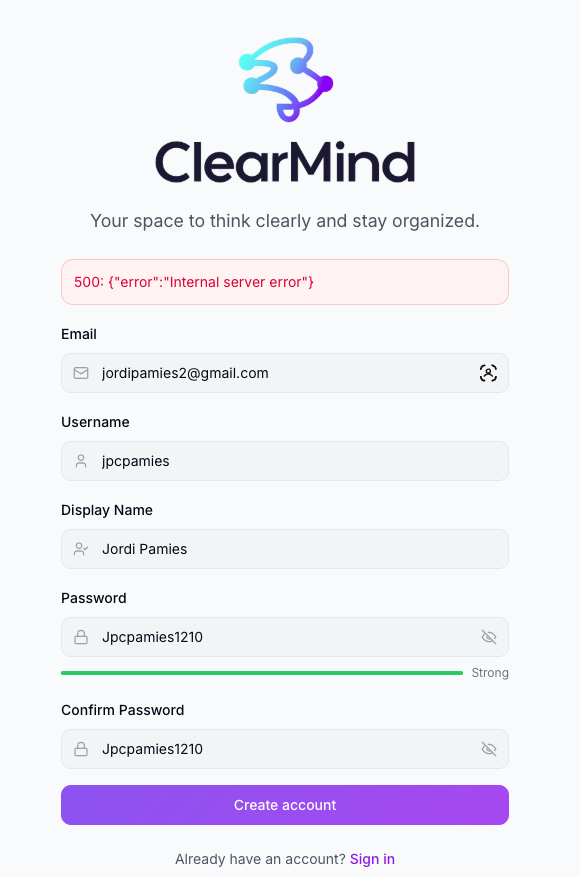 ClearMind
Your space to think clearly and stay organized.
500: {"error":"Internal server error"}
Email
jordipamies2@gmail.com
Username
jpcpamies
Display Name
Jordi Pamies
Password
Jpcpamies1210
Strong
Confirm Password
Jpcpamies1210
Create account
Already have an account? Sign in